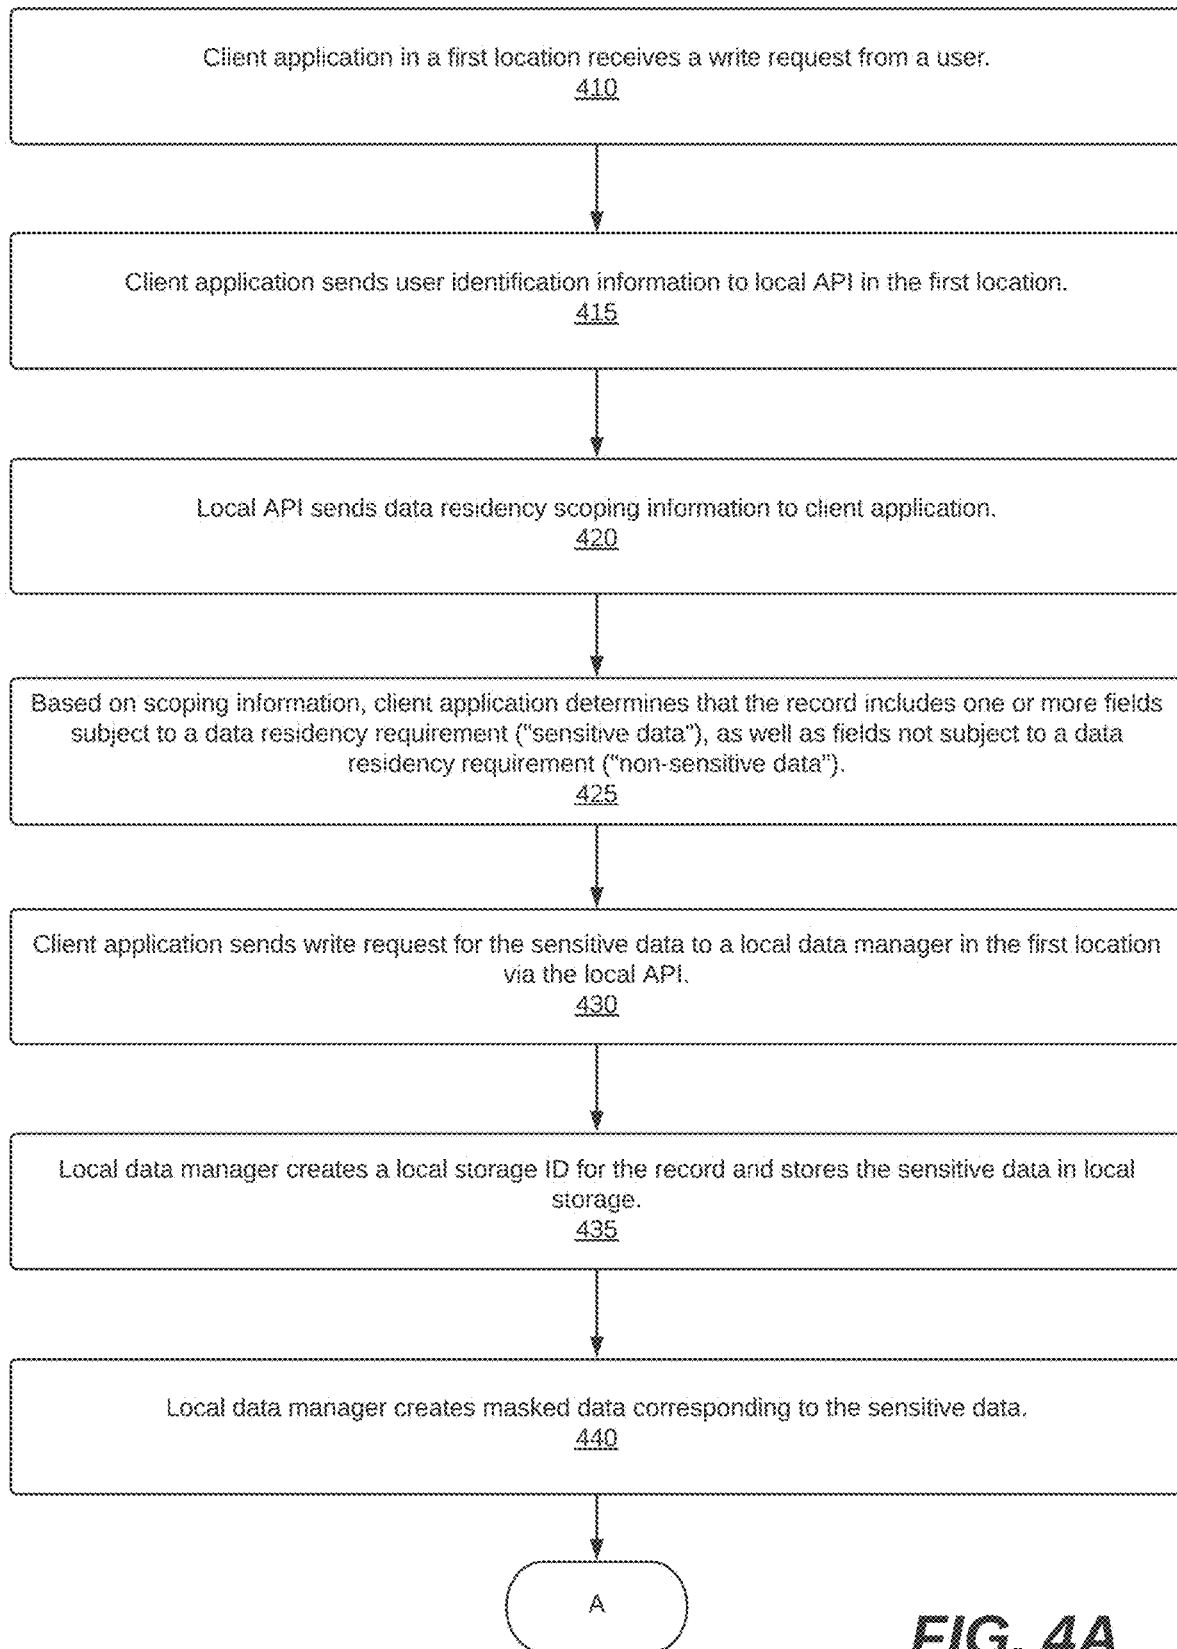 Client application in a first location receives a write request from a user.
410
Client application sends user identification information to local API in the first location.
415
Local API sends data residency scoping information to client application.
420
Based on scoping information, client application determines that the record includes one or more fields
subject to a data residency requirement ("sensitive data"), as well as fields not subject to a data
residency requirement ("non-sensitive data").
425
Client application sends write request for the sensitive data to a local data manager in the first location
via the local API.
430
Local data manager creates a local storage ID for the record and stores the sensitive data in local
storage.
435
Local data manager creates masked data corresponding to the sensitive data.
440
A
FIG. 4A